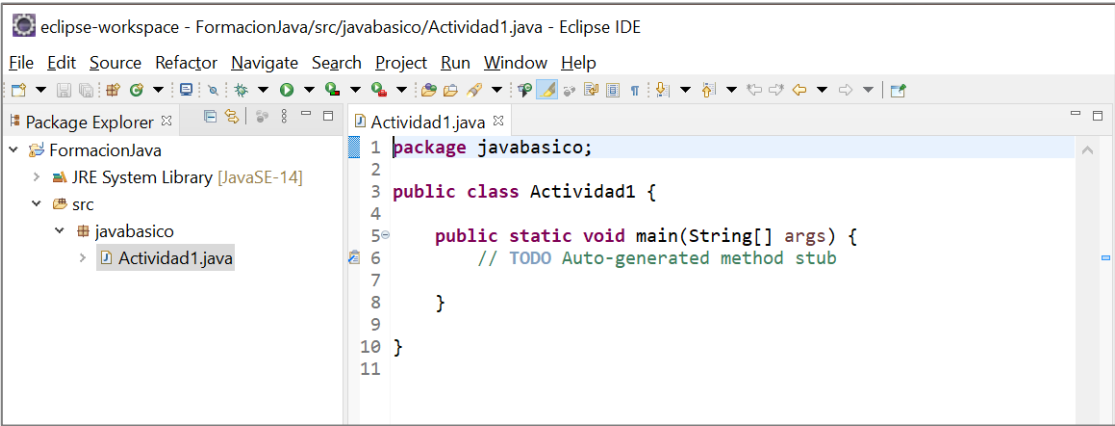 eclipse-workspace - FormacionJava/src/javabasico/Actividad1.java - Eclipse IDE
File Edit Source Refactor Navigate Search Project Run Window Help
Package Explorer
FormacionJava
JRE System Library [JavaSE-14]
src
javabasico
Actividad1.java
Actividad1.java
1 package javabasico;
2
3 public class Actividad1 {
4
5 public static void main(String[] args) {
6 // TODO Auto-generated method stub
7
8 }
9
10 }
11